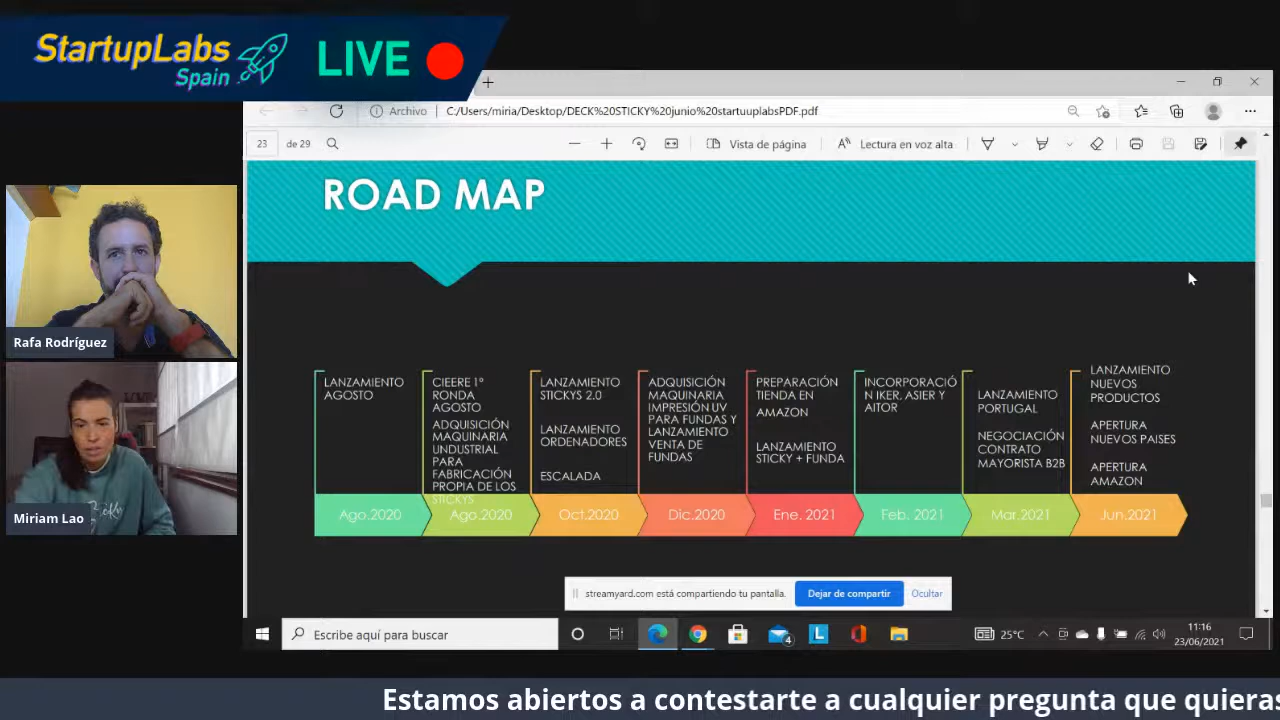 StartupLabs
Spain
LIVE
Archivo
C:/Users/miria/Desktop/DECK%20STICKY%20junio%20startuuplabsPDF.pdf
23
de 29
Vista de página
Lectura en voz alta
ROAD MAP
LANZAMIENTO
AGOSTO
CIEERE 1º
RONDA
AGOSTO
ADQUISICIÓN
MAQUINARIA
UNDUSTRIAL
PARA
FABRICACIÓN
PROPIA DE LOS
STICKYS
LANZAMIENTO
STICKYS 2.0
LANZAMIENTO
ORDENADORES
ESCALADA
ADQUISICIÓN
MAQUINARIA
IMPRESIÓN UV
PARA FUNDAS Y
LANZAMIENTO
VENTA DE
FUNDAS
PREPARACIÓN
TIENDA EN
AMAZON
LANZAMIENTO
STICKY + FUNDA
INCORPORACIÓ
N IKER, ASIER Y
AITOR
LANZAMIENTO
PORTUGAL
NEGOCIACIÓN
CONTRATO
MAYORISTA B2B
LANZAMIENTO
NUEVOS
PRODUCTOS
APERTURA
NUEVOS PAISES
APERTURA
AMAZON
Ago.2020
Ago.2020
Oct.2020
Dic.2020
Ene. 2021
Feb. 2021
Mar.2021
Jun.2021
Rafa Rodríguez
Miriam Lao
streamyard.com está compartiendo tu pantalla.
Dejar de compartir
Ocultar
Escribe aquí para buscar
4
L
25°C
11:16
23/06/2021
Estamos abiertos a contestarte a cualquier pregunta que quieras